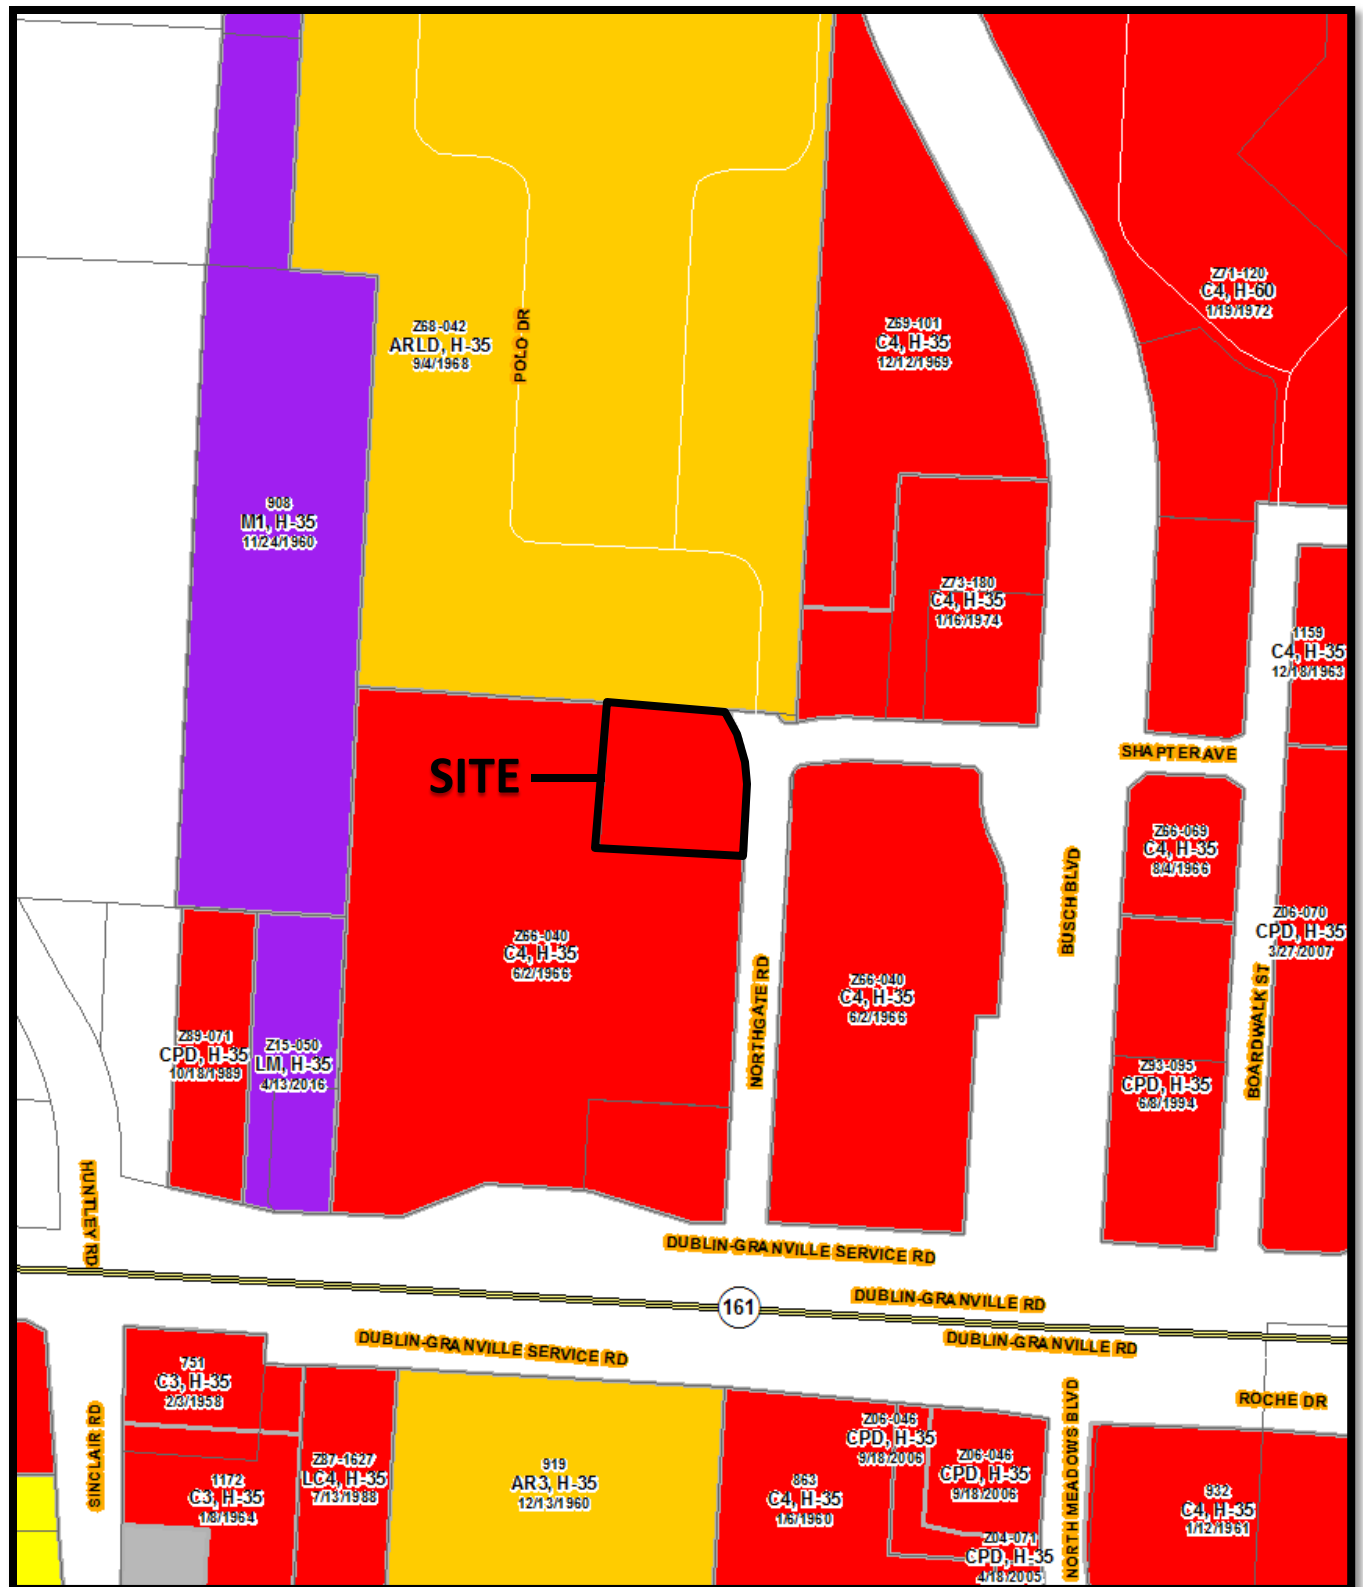 Z71-120
C4, H-60
1/19/1972
Z68-042
ARLD, H-35
9/4/1968
POLO DR
Z69-101
C4, H-35
12/12/1969
908
M1, H-35
11/24/1960
Z73-180
C4, H-35
1/16/1974
1159
C4, H-35
12/18/1963
SHAPTER AVE
SITE
Z66-069
C4, H-35
8/4/1966
BUSCH BLVD
Z66-040
C4, H-35
6/2/1966
Z06-070
CPD, H-35
3/27/2007
NORTHGATE RD
Z66-040
C4, H-35
6/2/1966
BOARDWALK ST
Z89-071
CPD, H-35
10/18/1989
Z15-050
LM, H-35
4/13/2016
Z93-095
CPD, H-35
6/8/1994
HUNTLEY RD
DUBLIN-GRANVILLE SERVICE RD
161
DUBLIN-GRANVILLE RD
DUBLIN-GRANVILLE SERVICE RD
DUBLIN-GRANVILLE RD
751
C3, H-35
2/3/1958
SINCLAIR RD
NORTH MEADOWS BLVD
ROCHE DR
Z06-046
CPD, H-35
9/18/2006
Z06-046
CPD, H-35
9/18/2006
1172
C3, H-35
1/8/1964
Z87-1627
LC4, H-35
7/13/1988
919
AR3, H-35
12/13/1960
863
C4, H-35
1/6/1960
932
C4, H-35
1/12/1961
Z04-071
CPD, H-35
4/18/2005